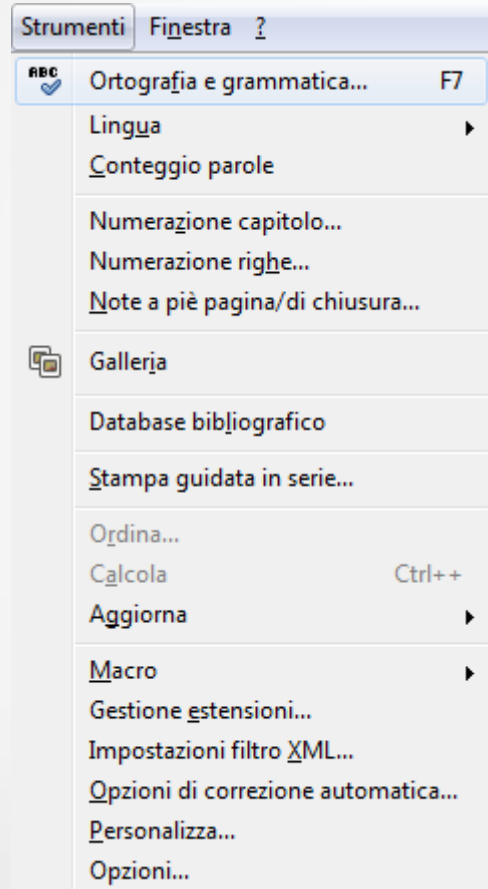 Strumenti Finestra ?
ABC Ortografia e grammatica... F7
Lingua
Conteggio parole
Numerazione capitolo...
Numerazione righe...
Note a piè pagina/di chiusura...
Galleria
Database bibliografico
Stampa guidata in serie...
Ordina...
Calcola Ctrl++
Aggiorna
Macro
Gestione estensioni...
Impostazioni filtro XML...
Opzioni di correzione automatica...
Personalizza...
Opzioni...